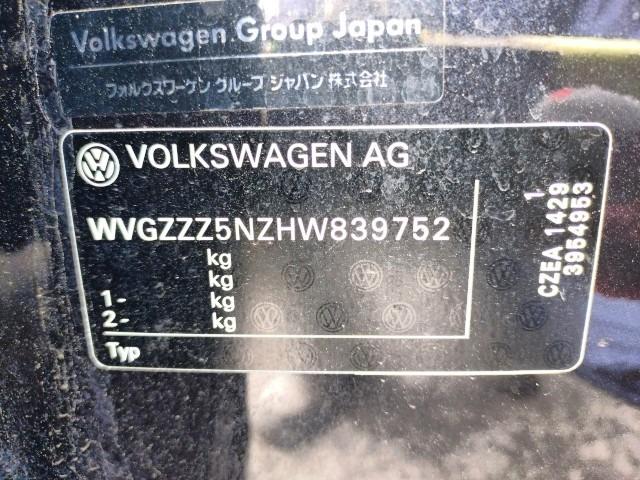 Volkswagen Group Japan
フォルクスワーゲン グループ ジャパン 株式会社
VOLKSWAGEN AG
WVGZZZ5NZHW839752
kg
kg
1- kg
2- kg
Typ
1
CZEA 1429
3954953